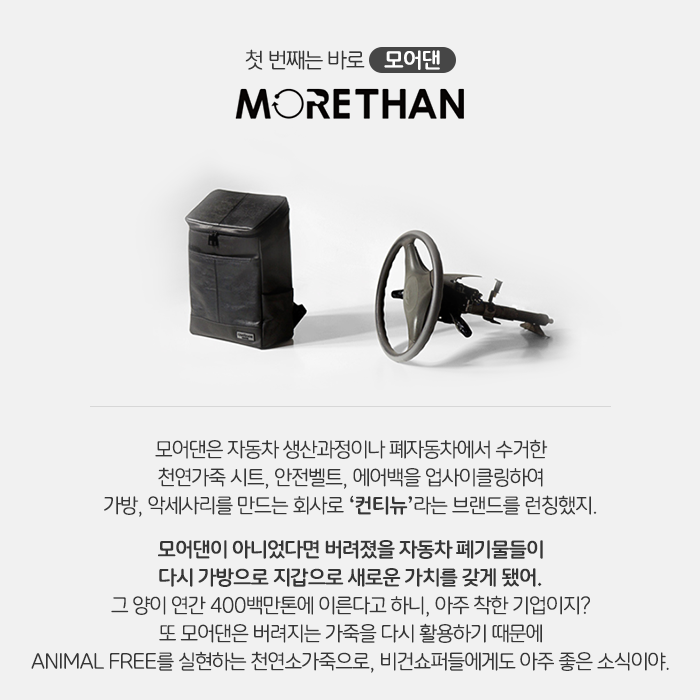 첫 번째는 바로 모어댄
MORETHAN
모어댄은 자동차 생산과정이나 폐자동차에서 수거한
천연가죽 시트, 안전벨트, 에어백을 업사이클링하여
가방, 악세사리를 만드는 회사로 ‘컨티뉴’라는 브랜드를 런칭했지.
모어댄이 아니었다면 버려졌을 자동차 폐기물들이
다시 가방으로 지갑으로 새로운 가치를 갖게 됐어.
그 양이 연간 400백만톤에 이른다고 하니, 아주 착한 기업이지?
또 모어댄은 버려지는 가죽을 다시 활용하기 때문에
ANIMAL FREE를 실현하는 천연소가죽으로, 비건쇼퍼들에게도 아주 좋은 소식이야.